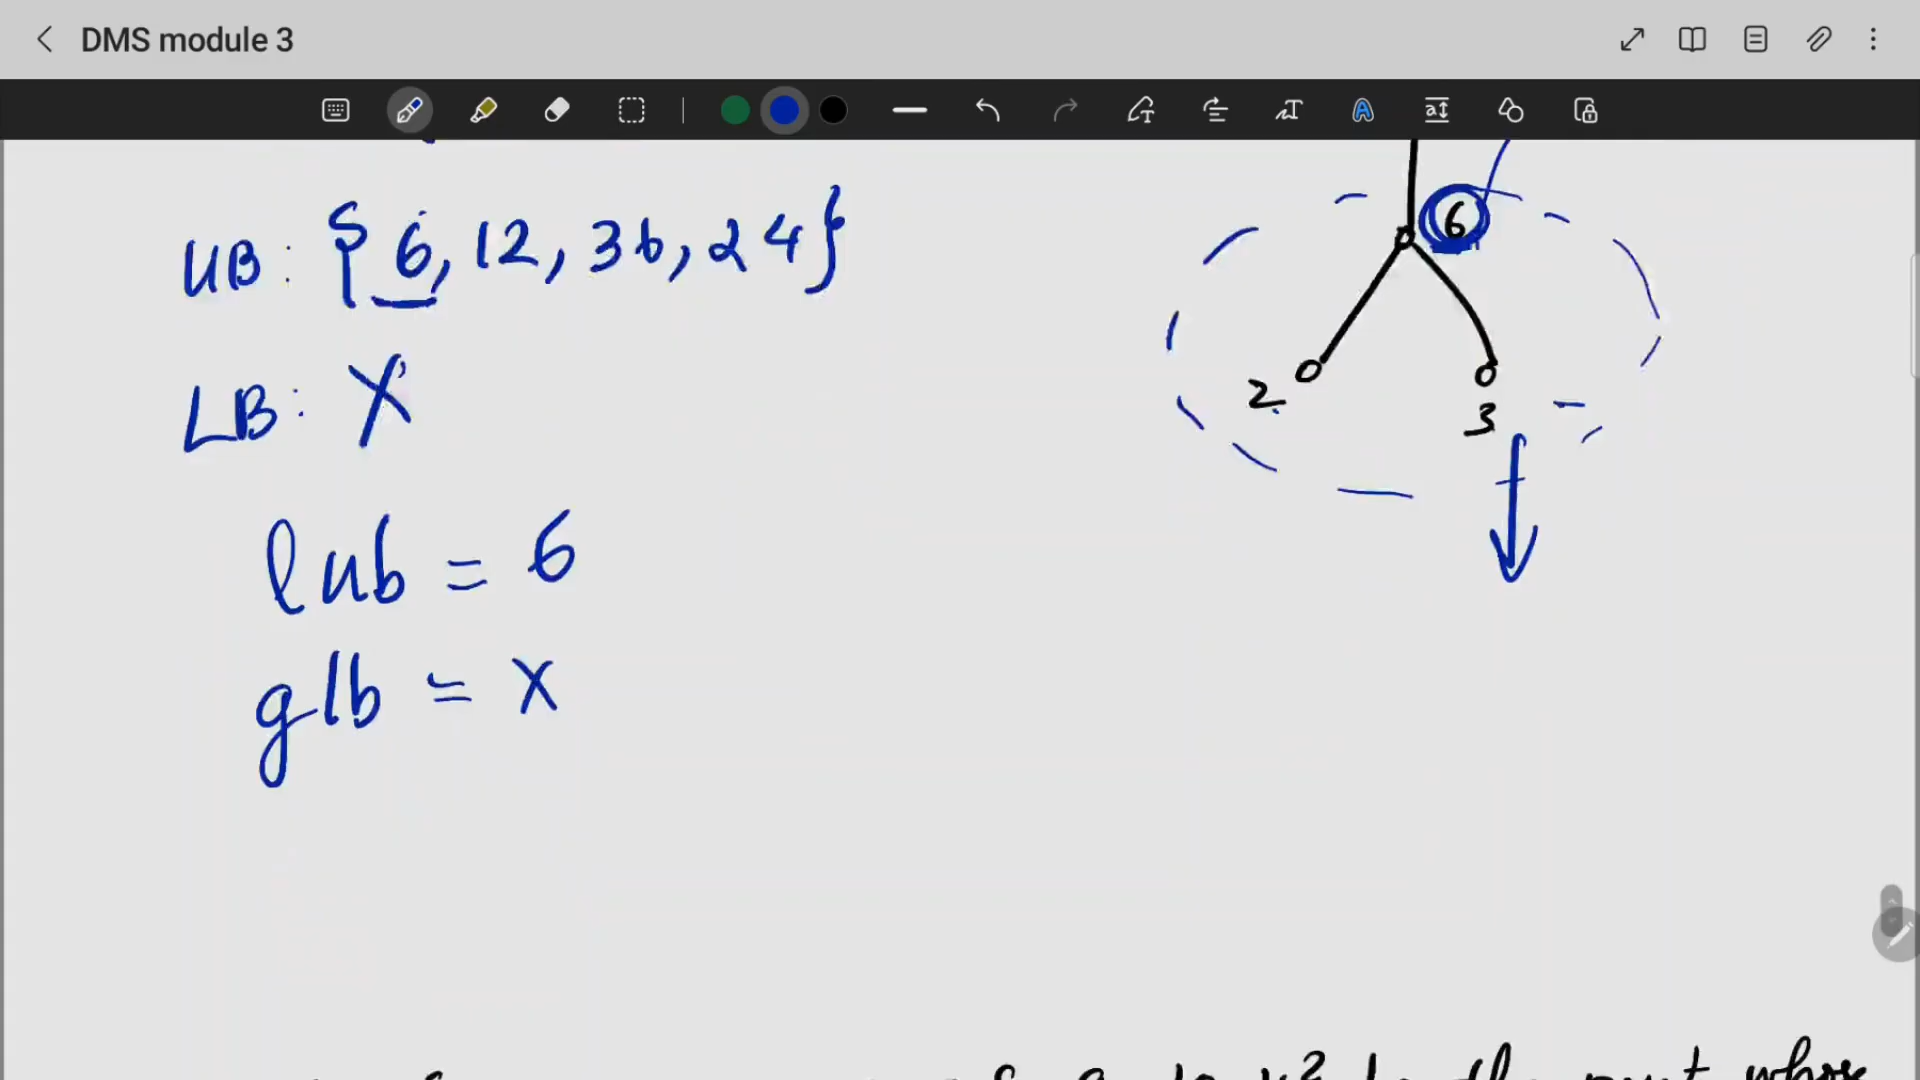 DMS module 3
UB : { 6, 12, 36, 24}
LB : X
lub = 6
glb = X
6
2
3